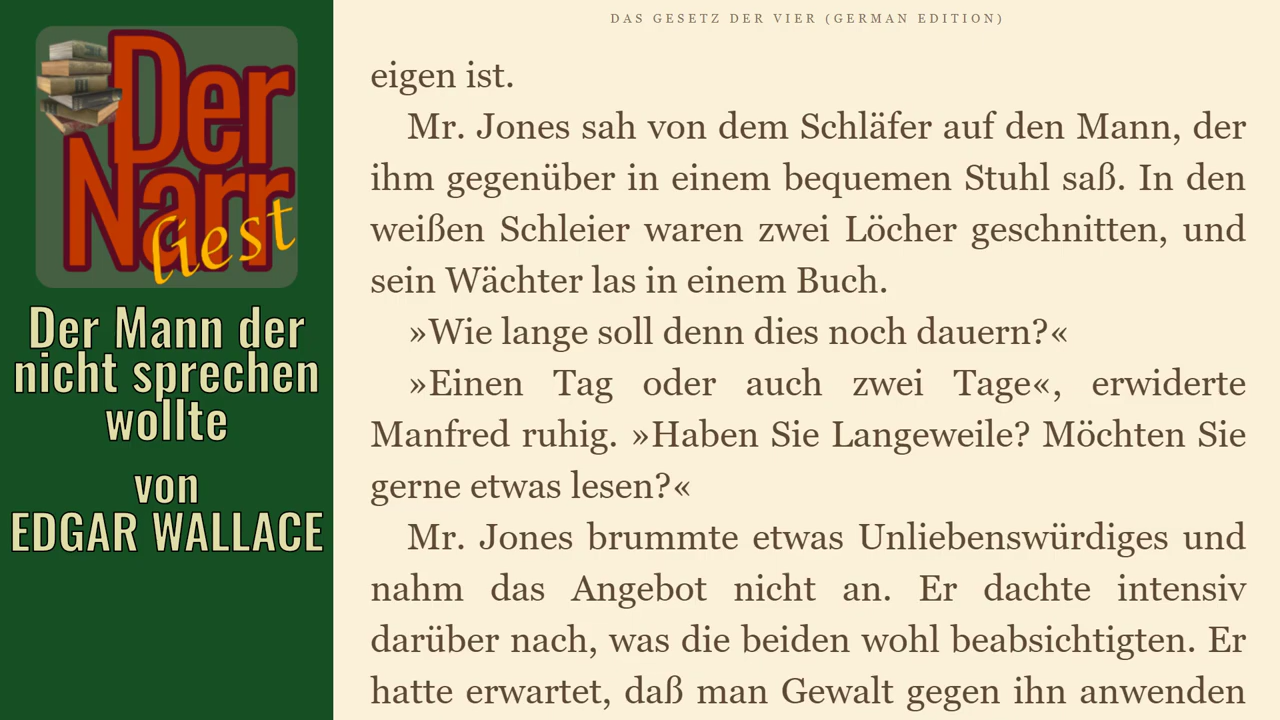 Der
Narr
liest
Der Mann der
nicht sprechen
wollte
von
EDGAR WALLACE
DAS GESETZ DER VIER (GERMAN EDITION)
eigen ist.
Mr. Jones sah von dem Schläfer auf den Mann, der
ihm gegenüber in einem bequemen Stuhl saß. In den
weißen Schleier waren zwei Löcher geschnitten, und
sein Wächter las in einem Buch.
»Wie lange soll denn dies noch dauern?«
»Einen Tag oder auch zwei Tage«, erwiderte
Manfred ruhig. »Haben Sie Langeweile? Möchten Sie
gerne etwas lesen?«
Mr. Jones brummte etwas Unliebenswürdiges und
nahm das Angebot nicht an. Er dachte intensiv
darüber nach, was die beiden wohl beabsichtigten. Er
hatte erwartet, daß man Gewalt gegen ihn anwenden